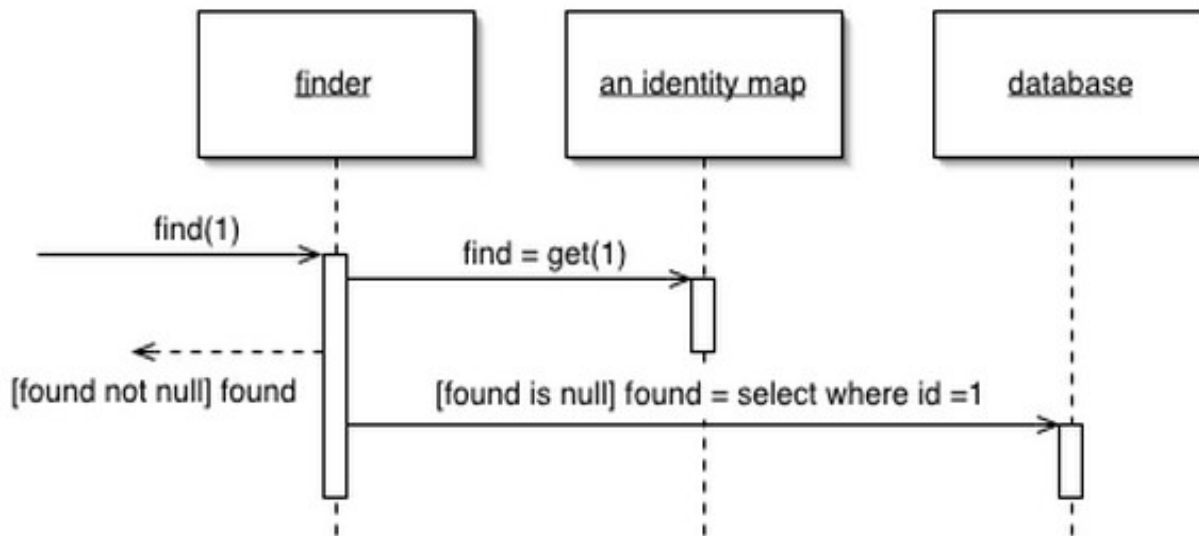 finder
an identity map
database
find(1)
find = get(1)
[found not null] found
[found is null] found = select where id =1